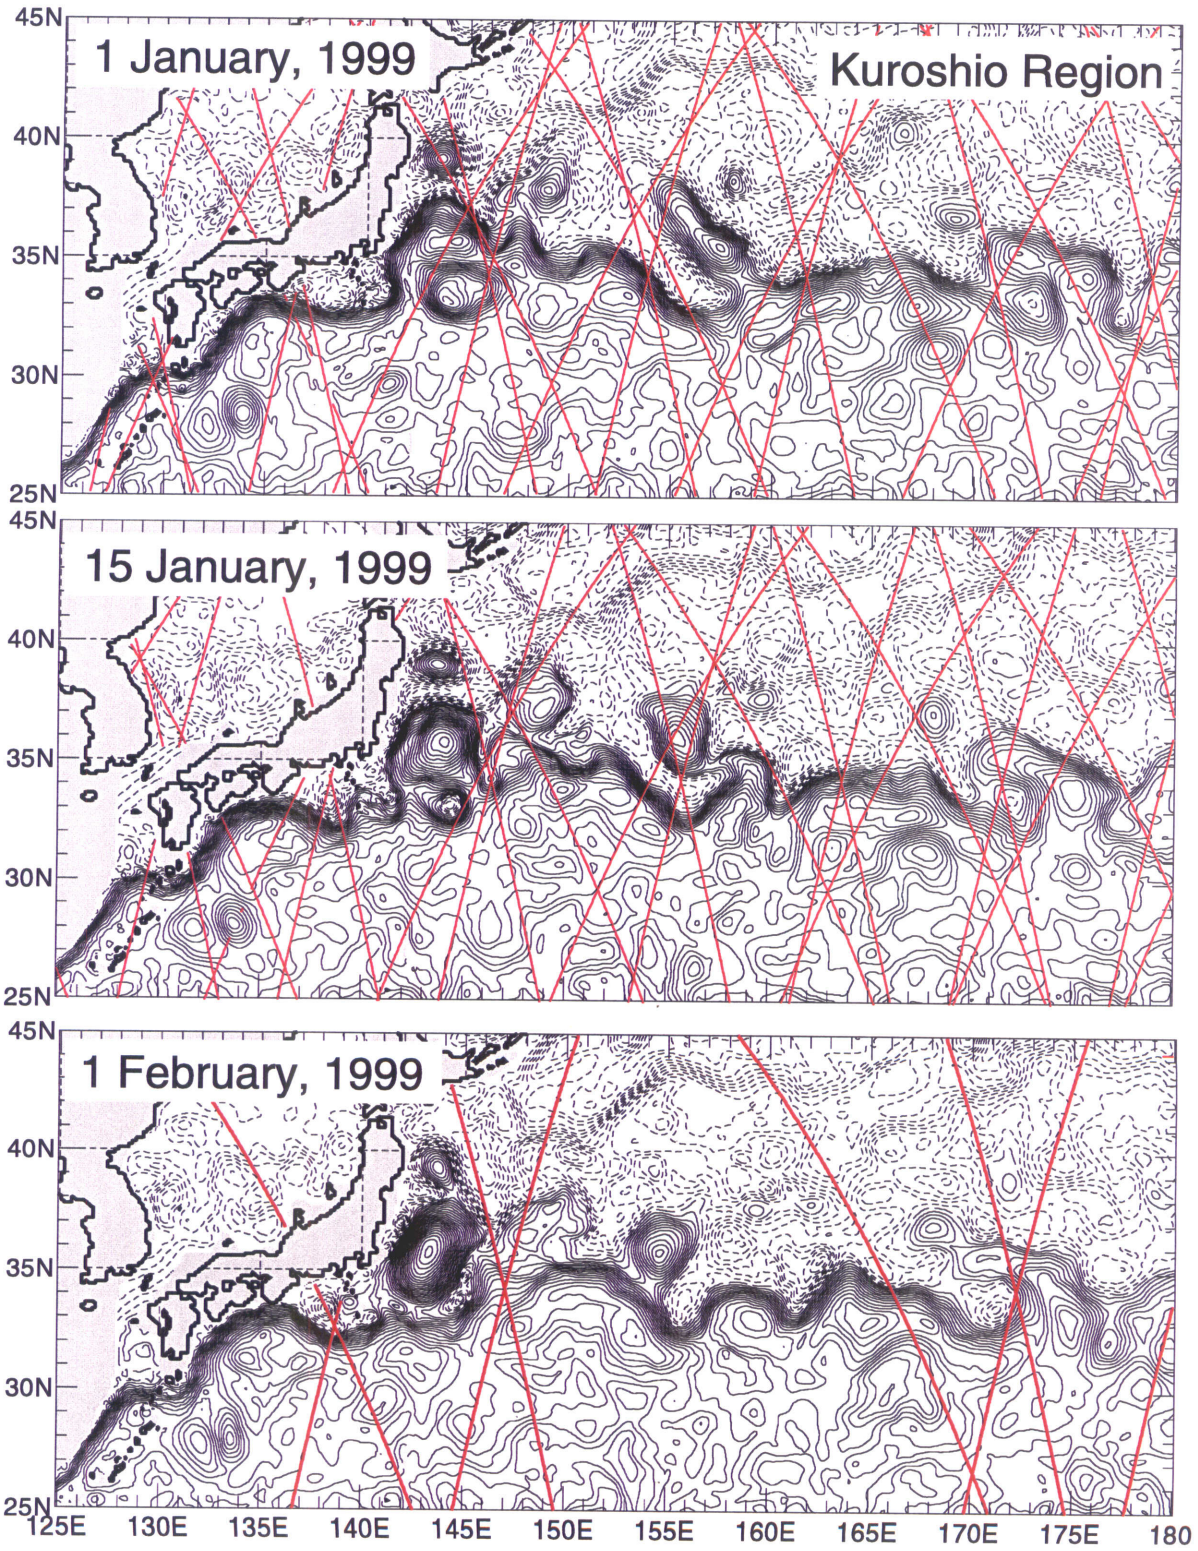 45N
1 January, 1999
Kuroshio Region
40N
35N
30N
25N
45N
15 January, 1999
40N
35N
30N
25N
45N
1 February, 1999
40N
35N
30N
25N
125E 130E 135E 140E 145E 150E 155E 160E 165E 170E 175E 180